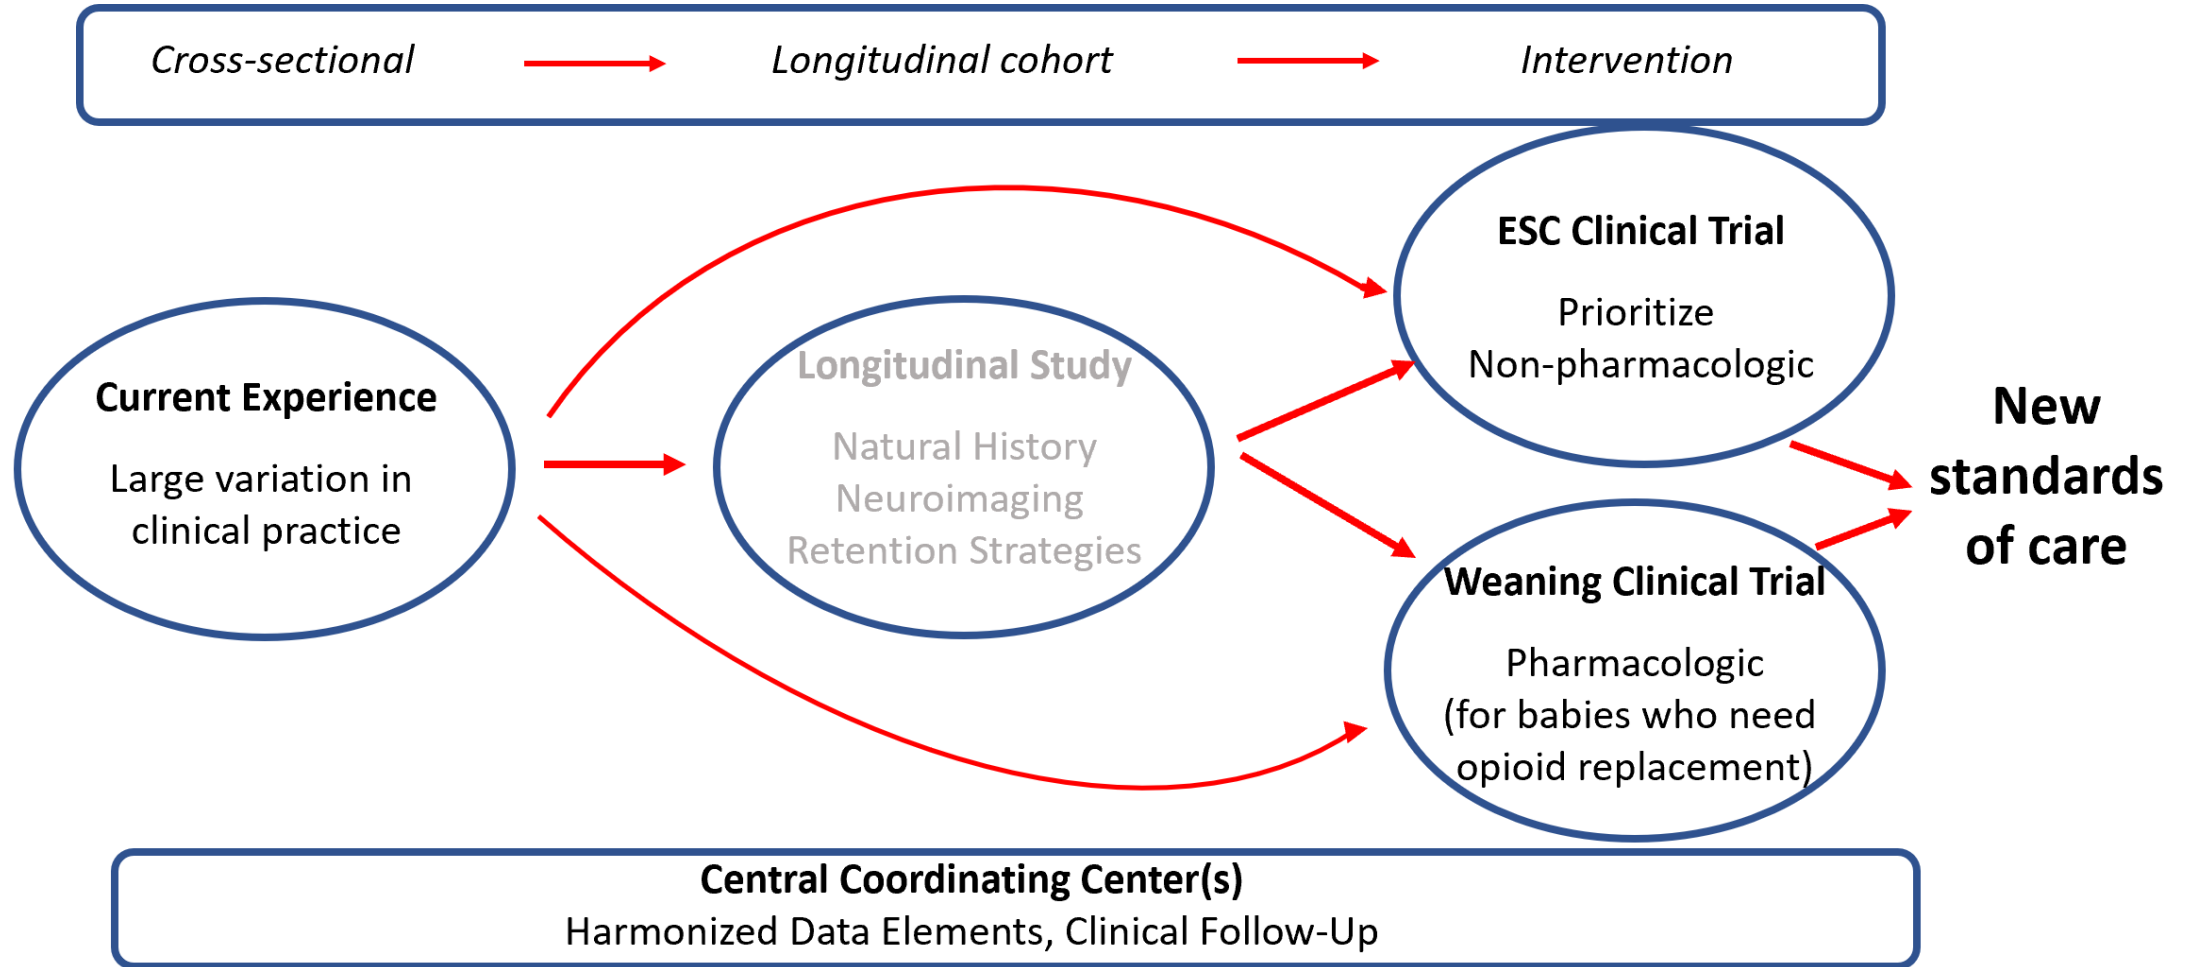 Cross-sectional
Longitudinal cohort
Intervention
Current Experience
Large variation in
clinical practice
Longitudinal Study
Natural History
Neuroimaging
Retention Strategies
ESC Clinical Trial
Prioritize
Non-pharmacologic
Weaning Clinical Trial
Pharmacologic
(for babies who need
opioid replacement)
New
standards
of care
Central Coordinating Center(s)
Harmonized Data Elements, Clinical Follow-Up